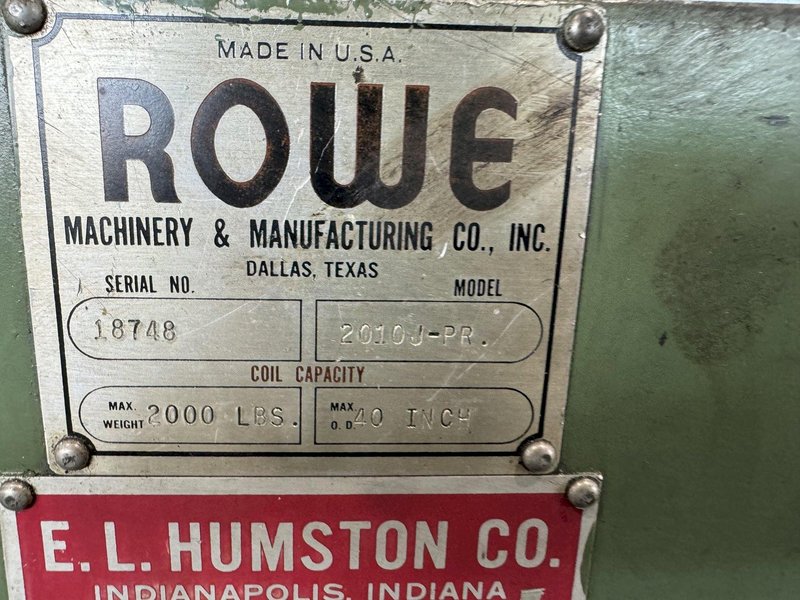 MADE IN U.S.A.
ROWE
MACHINERY & MANUFACTURING CO., INC.
DALLAS, TEXAS
SERIAL NO. MODEL
18748 2010J-PR.
COIL CAPACITY
MAX. WEIGHT 2000 LBS. MAX. O.D. 40 INCH
E. L. HUMSTON CO.
INDIANAPOLIS, INDIANA